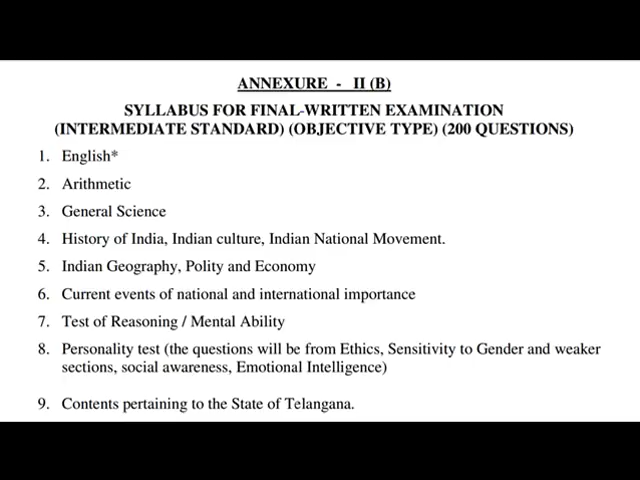 ANNEXURE - II (B)
SYLLABUS FOR FINAL-WRITTEN EXAMINATION
(INTERMEDIATE STANDARD) (OBJECTIVE TYPE) (200 QUESTIONS)
1. English*
2. Arithmetic
3. General Science
4. History of India, Indian culture, Indian National Movement.
5. Indian Geography, Polity and Economy
6. Current events of national and international importance
7. Test of Reasoning / Mental Ability
8. Personality test (the questions will be from Ethics, Sensitivity to Gender and weaker
sections, social awareness, Emotional Intelligence)
9. Contents pertaining to the State of Telangana.